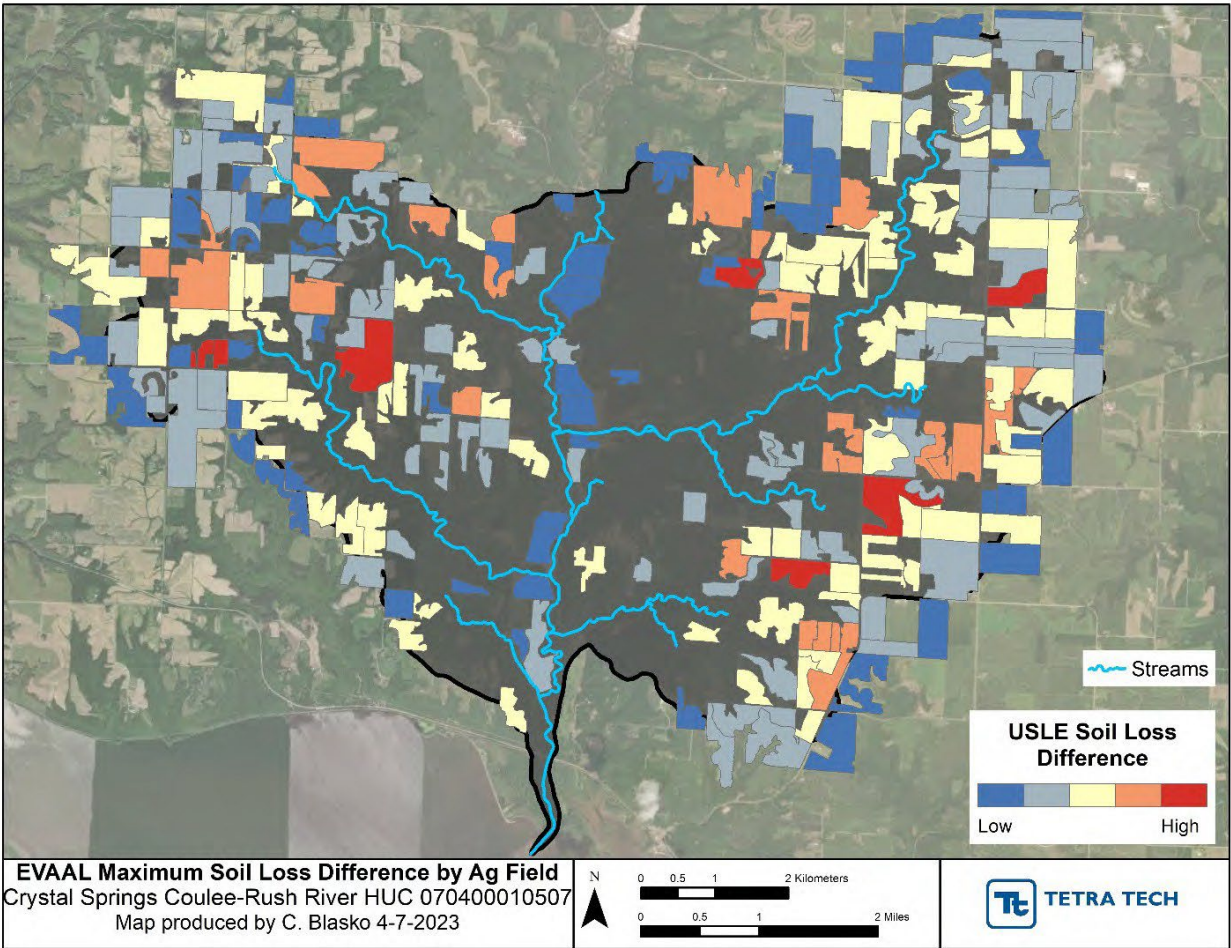 Streams
USLE Soil Loss
Difference
Low High
EVAAL Maximum Soil Loss Difference by Ag Field
Crystal Springs Coulee-Rush River HUC 070400010507
Map produced by C. Blasko 4-7-2023
N
0 0.5 1 2 Kilometers
0 0.5 1 2 Miles
Tt TETRA TECH